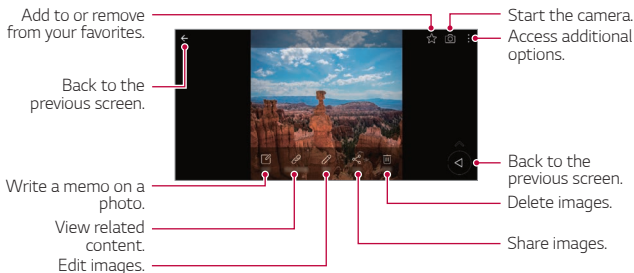 Add to or remove
from your favorites.
Back to the
previous screen.
Write a memo on a
photo.
View related
content.
Edit images.
Start the camera.
Access additional
options.
Back to the
previous screen.
Delete images.
Share images.